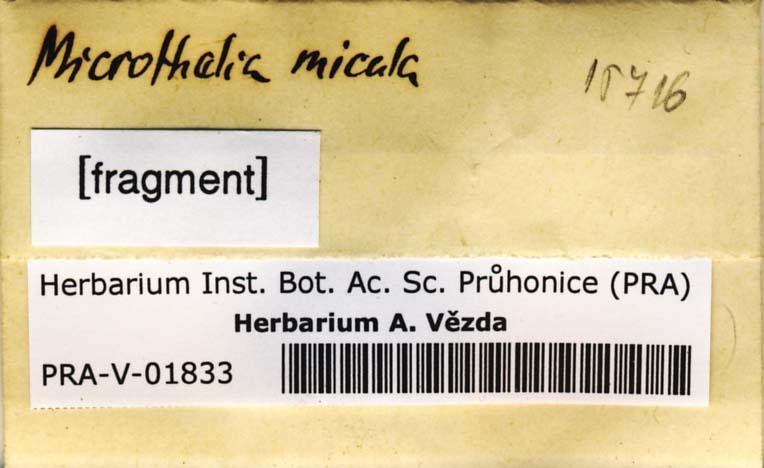 Microthelia micula
15716
[fragment]
Herbarium Inst. Bot. Ac. Sc. Průhonice (PRA)
Herbarium A. Vězda
PRA-V-01833